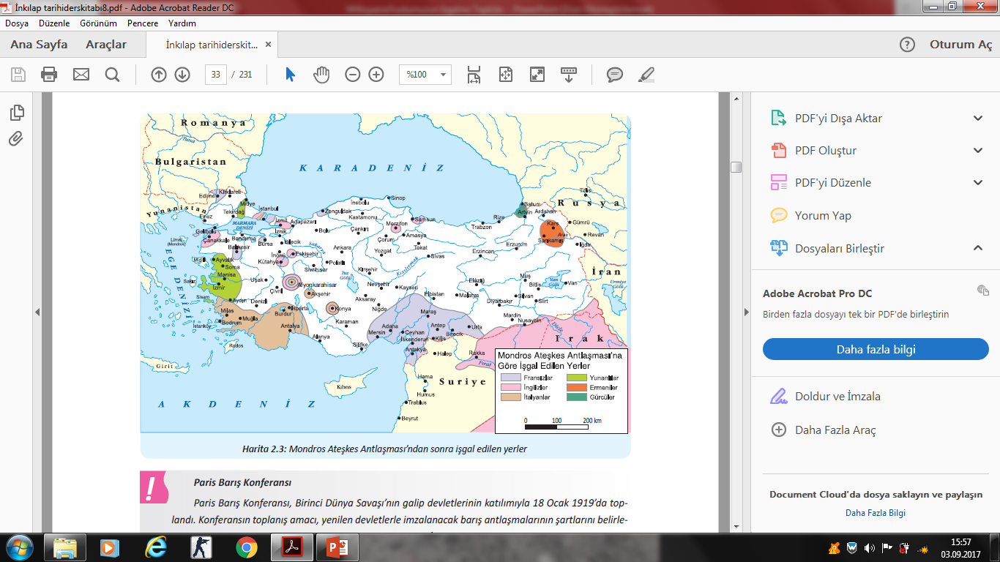 İnkılap tarihiderskitabı8.pdf - Adobe Acrobat Reader DC
Dosya Düzenle Görünüm Pencere Yardım
Ana Sayfa Araçlar İnkılap tarihiderskit... × Oturum Aç
33 / 231 %100
Romanya
Tuna
Bulgaristan
KARADENİZ
Rusya
Tiflis
Yunanistan
Edirne Kırklareli
Midye
Tekirdağ İstanbul
Enez
MARMARA DENİZİ
İzmit Adapazarı
Zonguldak
İnebolu
Sinop
Kastamonu
Samsun
Merzifon
Batum
Artvin Ardahan
Rize
Trabzon
Kars
Gümrü
Sarıkamış
Aras
Revan
Iğdır
Gelibolu
Çanakkale
Limni (Mondros)
Bandırma
İznik
Bursa
Bilecik
Bolu
Çankırı
Çorum
Amasya
Tokat
Balıkesir
İnönü
Eskişehir
Sakarya
Ankara
Yozgat
Sivas
Erzincan
Erzurum
Kütahya
Polatlı
Sivrihisar
Kızılırmak
EGE DENİZİ
Midilli
Ayvalık
Soma
Manisa
Sakız
İzmir
Uşak
Afyonkarahisar
Akşehir
Tuz Gölü
Kırşehir
Nevşehir
Kayseri
Elazığ
Muş
Bitlis
Van Gölü
Van
İran
Urmiye Gölü
Çivril
Sisam
Aydın
Denizli
Isparta
Burdur
Konya
Aksaray
Niğde
Elbistan
Malatya
Diyarbakır
Silvan
Siirt
Milas
Bodrum
Muğla
İstanköy
Antalya
Karaman
Maraş
Mardin
Nusaybin
Rodos
Alanya
Silifke
Mersin
Adana
Ceyhan
Antep
Birecik
Urfa
İskenderun
Kilis
Antakya
Halep
Rakka
Fırat
Dicle
Irak
Girit
Kıbrıs
Hama
Humus
Suriye
Trablus
Beyrut
AKDENİZ
Mondros Ateşkes Antlaşması'na
Göre İşgal Edilen Yerler
Fransızlar Yunanlılar
İngilizler Ermeniler
İtalyanlar Gürcüler
0 100 200 km
Harita 2.3: Mondros Ateşkes Antlaşması'ndan sonra işgal edilen yerler
!
Paris Barış Konferansı
Paris Barış Konferansı, Birinci Dünya Savaşı'nın galip devletlerinin katılımıyla 18 Ocak 1919'da top-
landı. Konferansın toplanış amacı, yenilen devletlerle imzalanacak barış antlaşmalarının şartlarını belirle-
PDF'yi Dışa Aktar
PDF Oluştur
PDF'yi Düzenle
Yorum Yap
Dosyaları Birleştir
Adobe Acrobat Pro DC
Birden fazla dosyayı tek bir PDF'de birleştirin
Daha fazla bilgi
Doldur ve İmzala
Daha Fazla Araç
Document Cloud'da dosya saklayın ve paylaşın
Daha Fazla Bilgi
15:57
03.09.2017